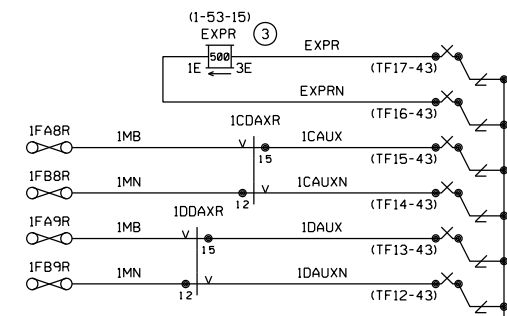 (1-53-15)
EXPR 3 EXPR
500
1E 3E (TF17-43)
EXPRN
1CDAXR (TF16-43)
1FA8R 1MB 1CAUX
15 (TF15-43)
1FB8R 1MN 1CAUXN
12 (TF14-43)
1DDAXR
1FA9R 1MB 1DAUX
15 (TF13-43)
1FB9R 1MN 1DAUXN
12 (TF12-43)